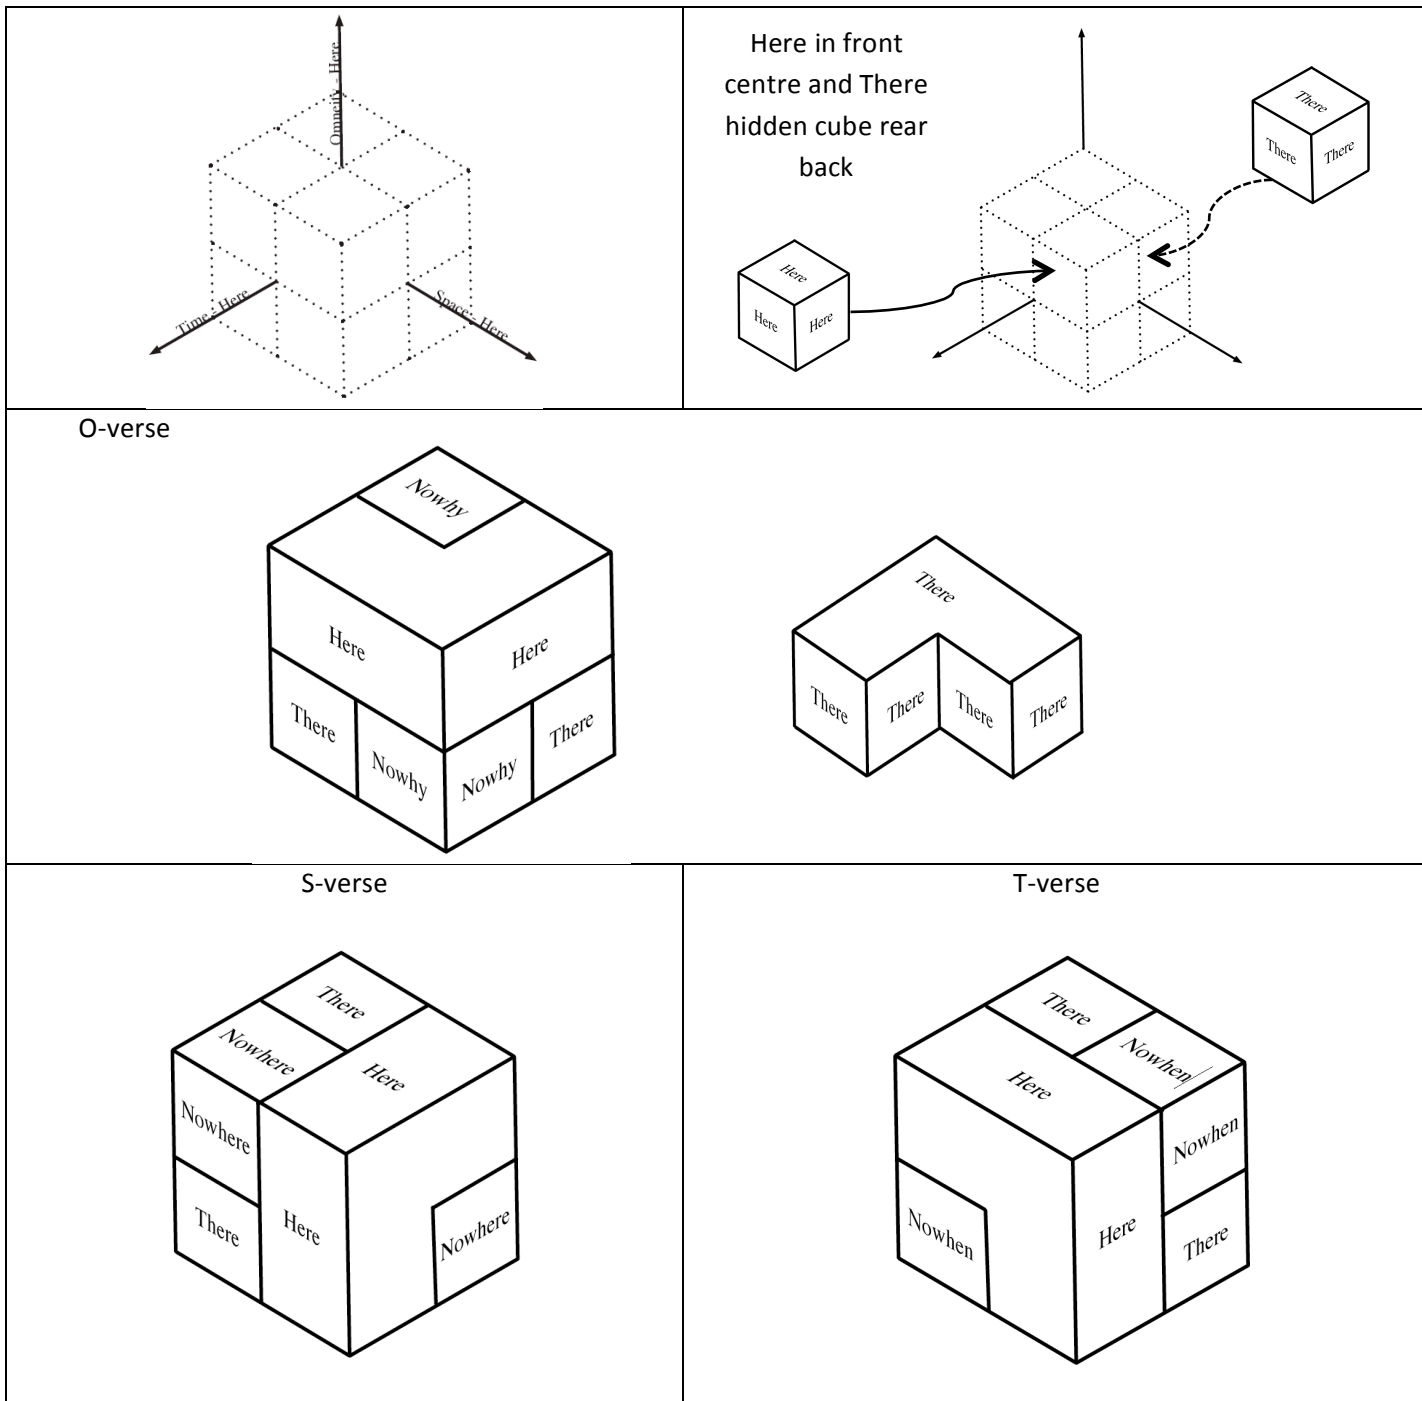 Omneity - Here
Time - Here
Space - Here
Here in front
centre and There
hidden cube rear
back
There
There
There
Here
Here
Here
O-verse
Nowhy
Here
Here
There
Nowhy
Nowhy
There
There
There
There
There
There
S-verse
There
Nowhere
Here
Nowhere
There
Here
Nowhere
T-verse
There
Nowhen
Here
Nowhen
Nowhen
Here
There